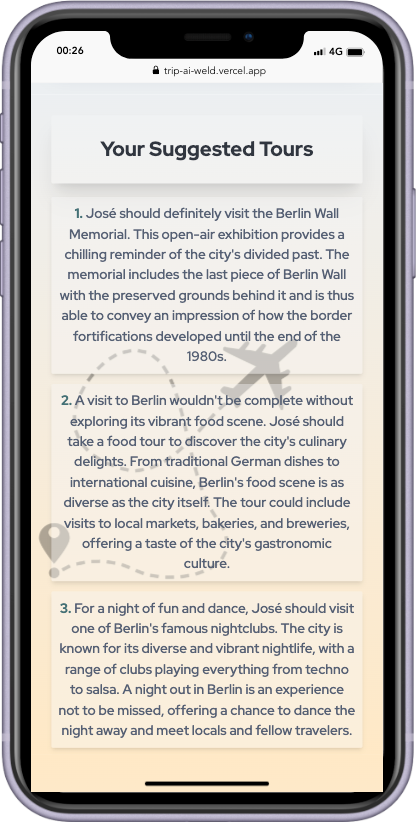 00:26
4G
trip-ai-weld.vercel.app
Your Suggested Tours
1. José should definitely visit the Berlin Wall
Memorial. This open-air exhibition provides a
chilling reminder of the city's divided past. The
memorial includes the last piece of Berlin Wall
with the preserved grounds behind it and is thus
able to convey an impression of how the border
fortifications developed until the end of the
1980s.
2. A visit to Berlin wouldn't be complete without
exploring its vibrant food scene. José should
take a food tour to discover the city's culinary
delights. From traditional German dishes to
international cuisine, Berlin's food scene is as
diverse as the city itself. The tour could include
visits to local markets, bakeries, and breweries,
offering a taste of the city's gastronomic
culture.
3. For a night of fun and dance, José should visit
one of Berlin's famous nightclubs. The city is
known for its diverse and vibrant nightlife, with a
range of clubs playing everything from techno
to salsa. A night out in Berlin is an experience
not to be missed, offering a chance to dance the
night away and meet locals and fellow travelers.